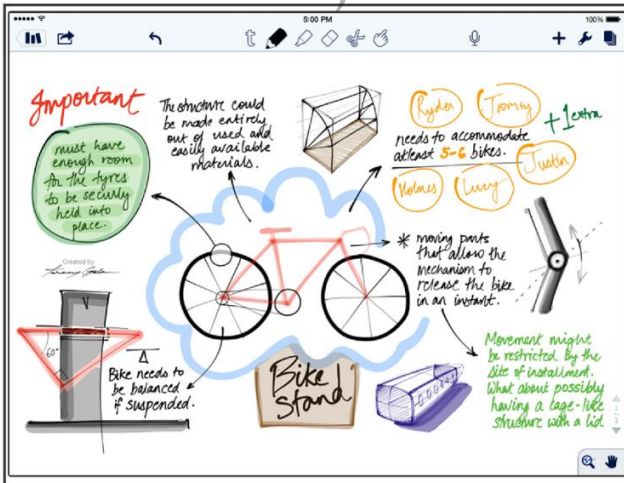 5:00 PM
100%
Important
must have
enough room
for the tyres
to be securly
held into
place.
The structure could
be made entirely
out of used and
easily available
materials.
Ryder
Tommy
+1 extra
needs to accommodate
atleast 5-6 bikes.
Justin
Holmes
Lucy
* moving parts
that allow the
mechanism to
release the bike
in an instant.
Created by
60°
Bike needs to
be balanced
if suspended.
Bike
Stand
Movement might
be restricted by the
site of installment.
What about possibly
having a cage-like
structure with a lid